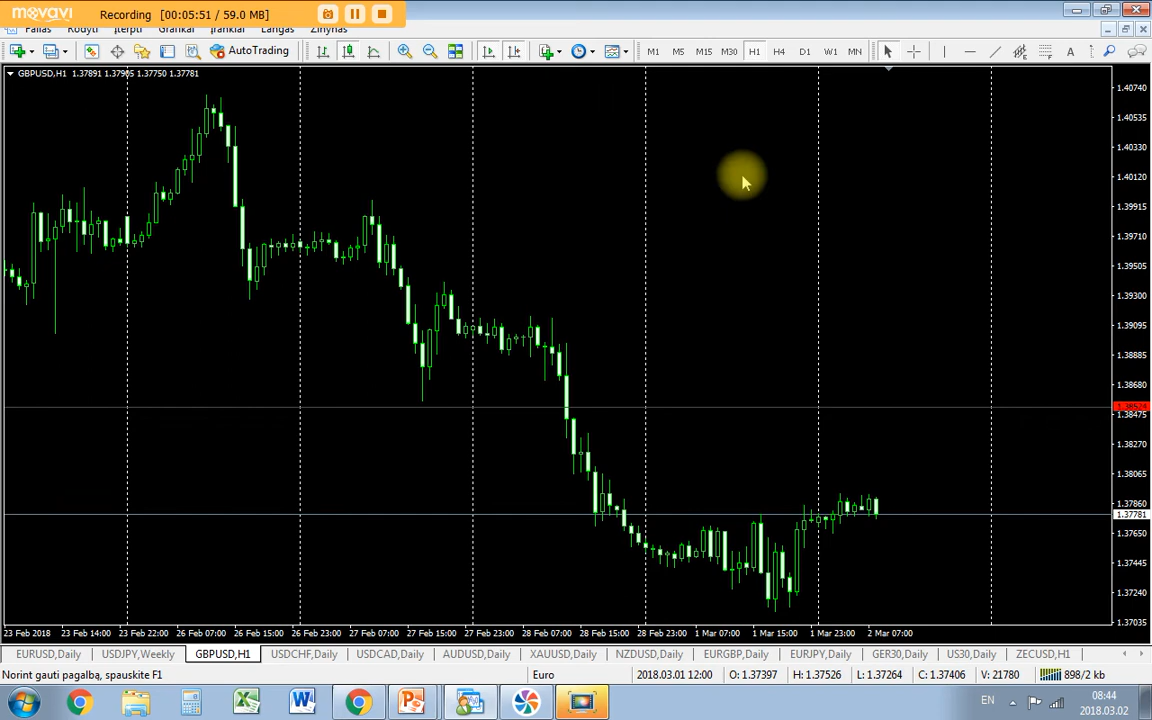 movavi Recording (00:05:51 / 59.0 MB)
Failas Rodyti Įterpti Grafikai Įrankiai Langas Žinynas
AutoTrading M1 M5 M15 M30 H1 H4 D1 W1 MN A
GBPUSD,H1 1.37891 1.37905 1.37750 1.37781
1.40740
1.40535
1.40330
1.40120
1.39915
1.39710
1.39505
1.39300
1.39095
1.38885
1.38680
1.38475
1.38270
1.38065
1.37860
1.37781
1.37650
1.37445
1.37240
1.37035
23 Feb 2018 23 Feb 14:00 23 Feb 22:00 26 Feb 07:00 26 Feb 15:00 26 Feb 23:00 27 Feb 07:00 27 Feb 15:00 27 Feb 23:00 28 Feb 07:00 28 Feb 15:00 28 Feb 23:00 1 Mar 07:00 1 Mar 15:00 1 Mar 23:00 2 Mar 07:00
EURUSD,Daily USDJPY,Weekly GBPUSD,H1 USDCHF,Daily USDCAD,Daily AUDUSD,Daily XAUUSD,Daily NZDUSD,Daily EURGBP,Daily EURJPY,Daily GER30,Daily US30,Daily ZECUSD,H1
Norint gauti pagalbą, spauskite F1 Euro 2018.03.01 12:00 O: 1.37397 H: 1.37526 L: 1.37264 C: 1.37406 V: 21780 898/2 kb
EN 08:44
2018.03.02